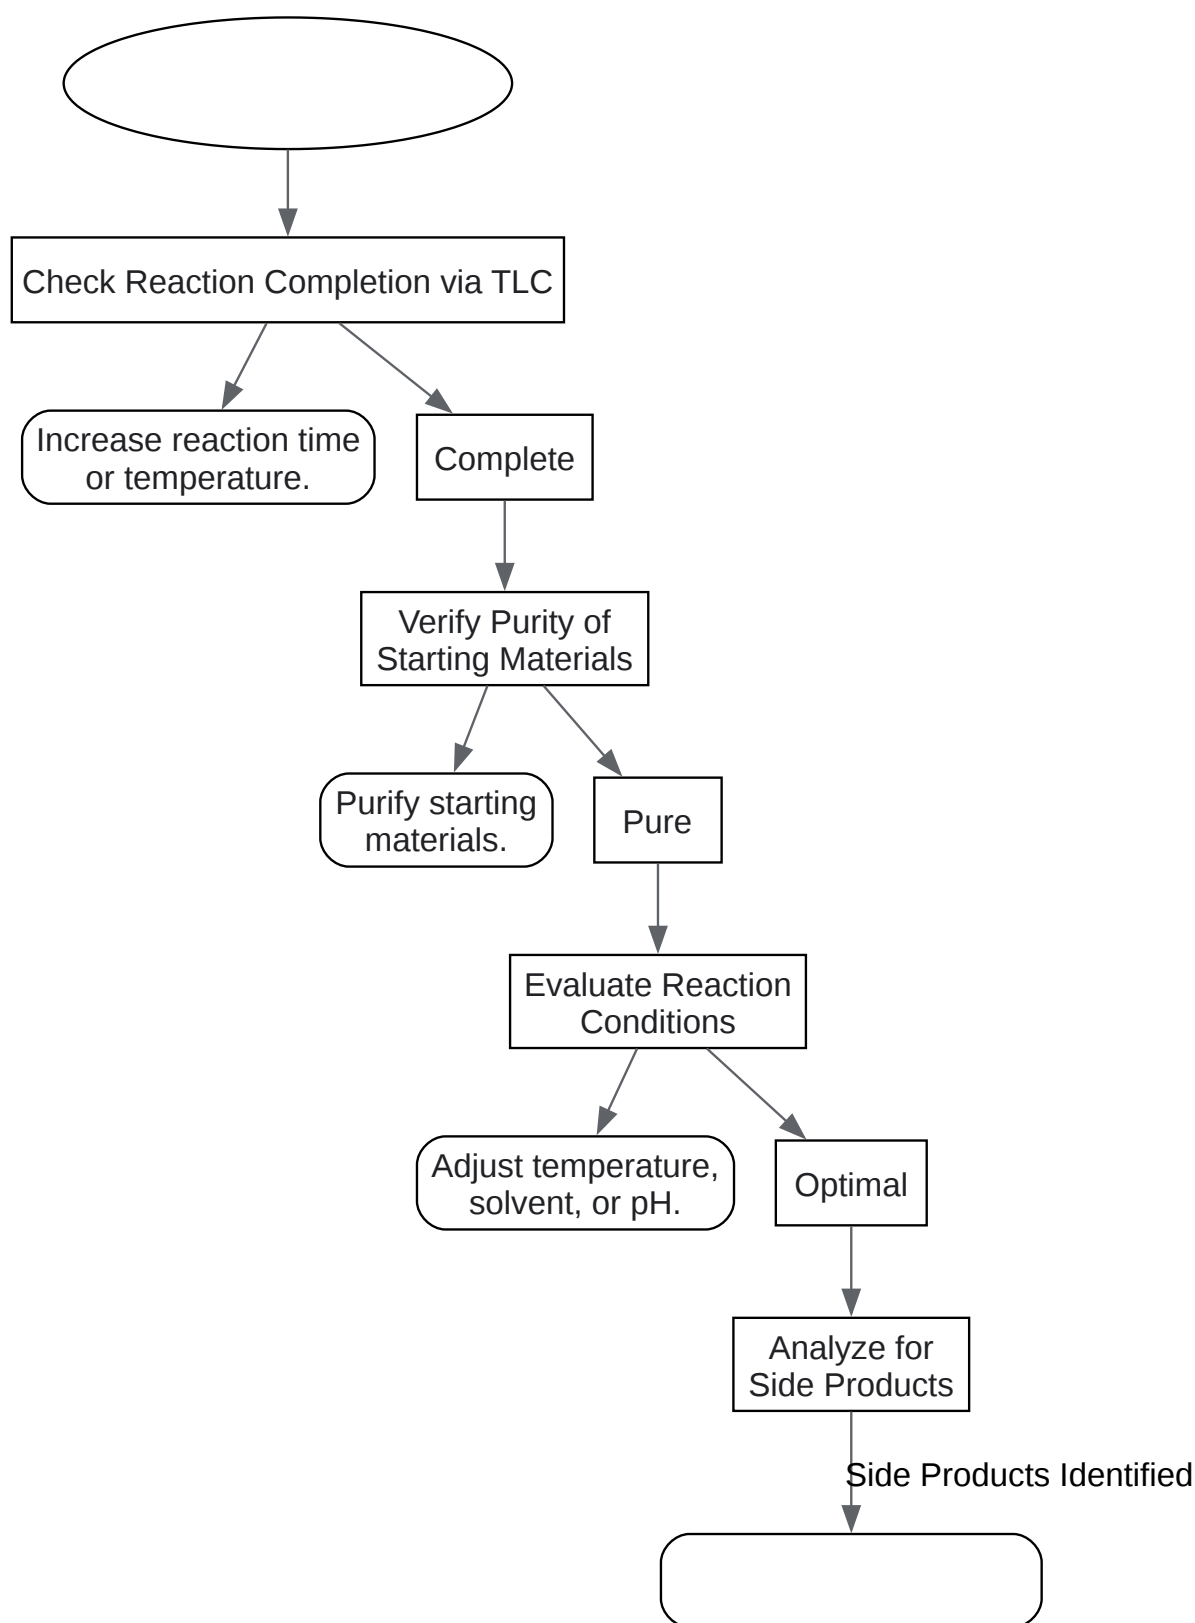 Check Reaction Completion via TLC
Increase reaction time
or temperature.
Complete
Verify Purity of
Starting Materials
Purify starting
materials.
Pure
Evaluate Reaction
Conditions
Adjust temperature,
solvent, or pH.
Optimal
Analyze for
Side Products
Side Products Identified